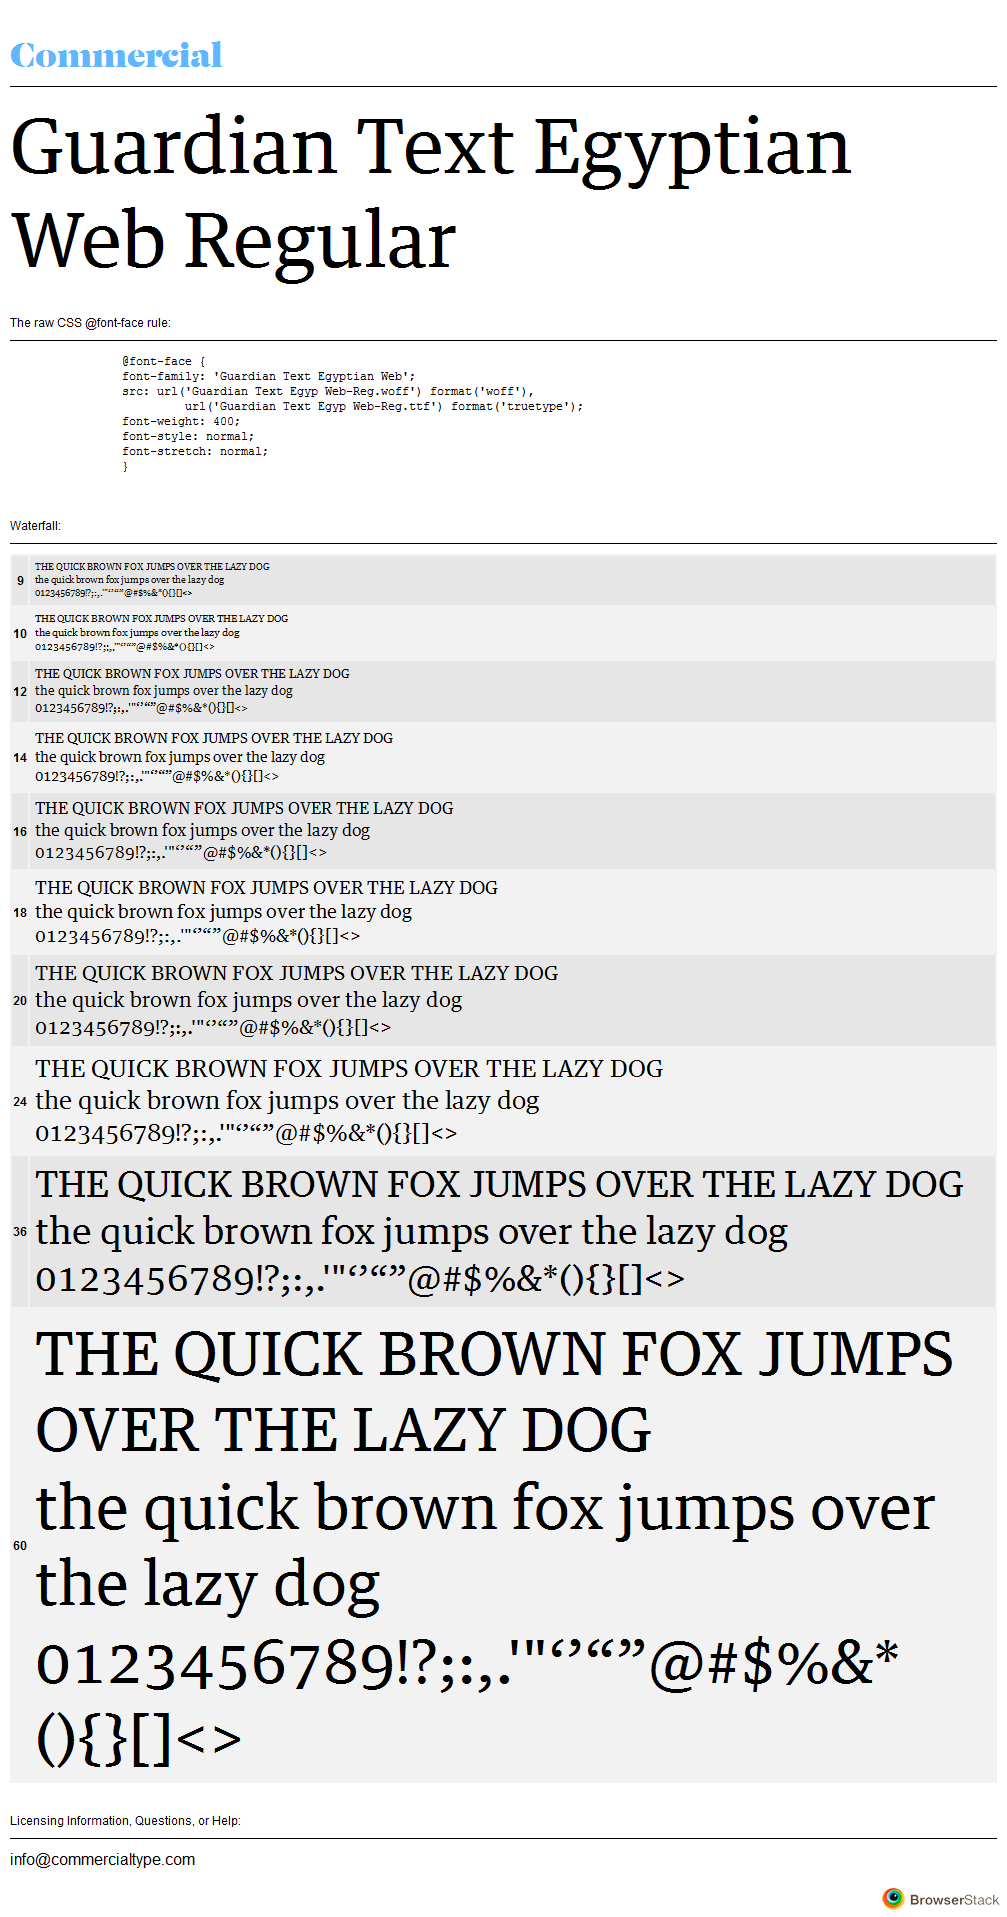 Commercial
Guardian Text Egyptian
Web Regular
The raw CSS @font-face rule:
@font-face {
font-family: 'Guardian Text Egyptian Web';
src: url('Guardian Text Egyp Web-Reg.woff') format('woff'),
url('Guardian Text Egyp Web-Reg.ttf') format('truetype');
font-weight: 400;
font-style: normal;
font-stretch: normal;
}
Waterfall:
THE QUICK BROWN FOX JUMPS OVER THE LAZY DOG
9 the quick brown fox jumps over the lazy dog
0123456789!?;:,.'"‘’“”@#$%&*(){}[]<>
THE QUICK BROWN FOX JUMPS OVER THE LAZY DOG
10 the quick brown fox jumps over the lazy dog
0123456789!?;:,.'"‘’“”@#$%&*(){}[]<>
THE QUICK BROWN FOX JUMPS OVER THE LAZY DOG
12 the quick brown fox jumps over the lazy dog
0123456789!?;:,.'"‘’“”@#$%&*(){}[]<>
THE QUICK BROWN FOX JUMPS OVER THE LAZY DOG
14 the quick brown fox jumps over the lazy dog
0123456789!?;:,.'"‘’“”@#$%&*(){}[]<>
THE QUICK BROWN FOX JUMPS OVER THE LAZY DOG
16 the quick brown fox jumps over the lazy dog
0123456789!?;:,.'"‘’“”@#$%&*(){}[]<>
THE QUICK BROWN FOX JUMPS OVER THE LAZY DOG
18 the quick brown fox jumps over the lazy dog
0123456789!?;:,.'"‘’“”@#$%&*(){}[]<>
THE QUICK BROWN FOX JUMPS OVER THE LAZY DOG
20 the quick brown fox jumps over the lazy dog
0123456789!?;:,.'"‘’“”@#$%&*(){}[]<>
THE QUICK BROWN FOX JUMPS OVER THE LAZY DOG
24 the quick brown fox jumps over the lazy dog
0123456789!?;:,.'"‘’“”@#$%&*(){}[]<>
THE QUICK BROWN FOX JUMPS OVER THE LAZY DOG
36 the quick brown fox jumps over the lazy dog
0123456789!?;:,.'"‘’“”@#$%&*(){}[]<>
THE QUICK BROWN FOX JUMPS
OVER THE LAZY DOG
the quick brown fox jumps over
60 the lazy dog
0123456789!?;:,.'"‘’“”@#$%&*
(){}[]<>
Licensing Information, Questions, or Help:
info@commercialtype.com
BrowserStack